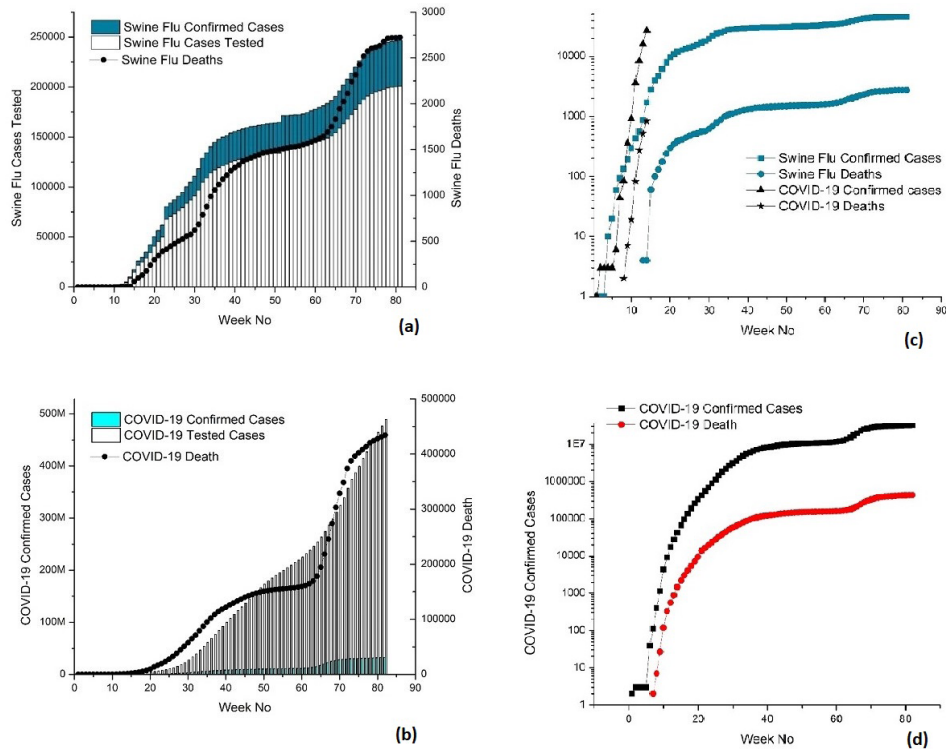 Swine Flu Confirmed Cases
Swine Flu Cases Tested
Swine Flu Deaths
250000
200000
150000
100000
50000
0
3000
2500
2000
1500
1000
500
0
Swine Flu Cases Tested
Swine Flu Deaths
0 10 20 30 40 50 60 70 80
Week No
(a)
10000
1000
100
10
1
Swine Flu Confirmed Cases
Swine Flu Deaths
COVID-19 Confirmed cases
COVID-19 Deaths
10 20 30 40 50 60 70 80 90
Week No
(c)
COVID-19 Confirmed Cases
COVID-19 Tested Cases
COVID-19 Death
500M
400M
300M
200M
100M
0
500000
400000
300000
200000
100000
0
COVID-19 Confirmed Cases
COVID-19 Death
0 10 20 30 40 50 60 70 80 90
Week No
(b)
COVID-19 Confirmed Cases
COVID-19 Death
1E7
1000000
100000
10000
1000
100
10
1
COVID-19 Confirmed Cases
0 20 40 60 80
Week No
(d)